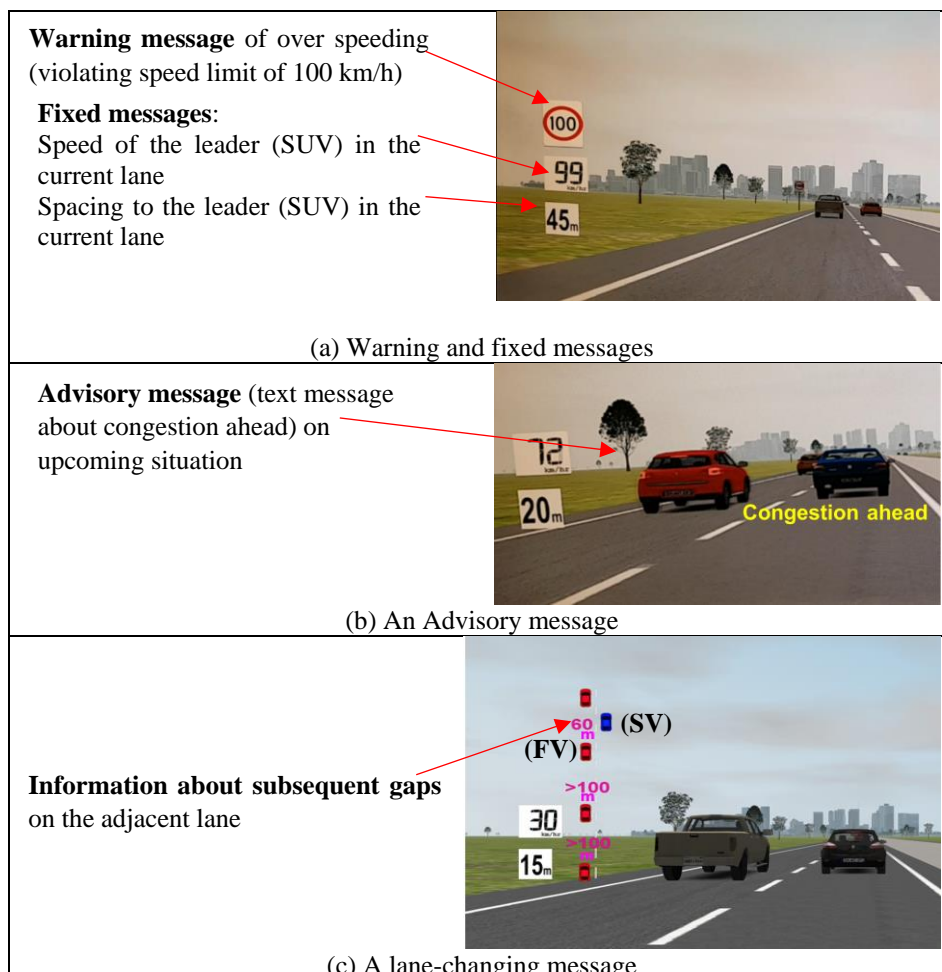 Warning message of over speeding
(violating speed limit of 100 km/h)
Fixed messages:
Speed of the leader (SUV) in the
current lane
Spacing to the leader (SUV) in the
current lane
100
99
km/hr
45m
(a) Warning and fixed messages
Advisory message (text message
about congestion ahead) on
upcoming situation
72
km/hr
20m
Congestion ahead
(b) An Advisory message
Information about subsequent gaps
on the adjacent lane
60
m
(SV)
(FV)
>100
m
30
km/hr
>100
m
15m
(c) A lane-changing message